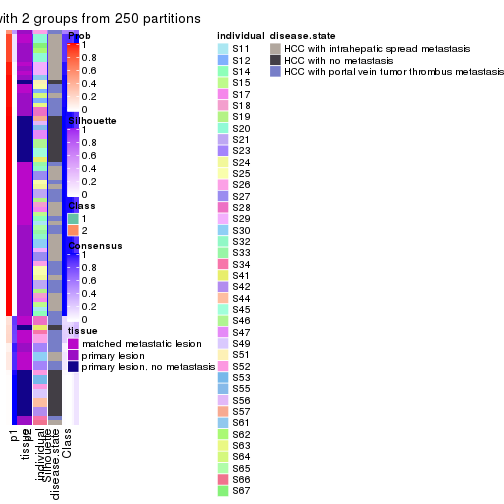 with 2 groups from 250 partitions
Prob
1
0.8
0.6
0.4
0.2
0
Silhouette
1
0.8
0.6
0.4
0.2
0
Class
1
2
Consensus
1
0.8
0.6
0.4
0.2
0
tissue
matched metastatic lesion
primary lesion
primary lesion, no metastasis
individual
S11
S12
S14
S15
S17
S18
S19
S20
S21
S23
S24
S25
S26
S27
S28
S29
S30
S32
S33
S34
S41
S42
S44
S45
S46
S47
S49
S51
S52
S53
S55
S56
S57
S61
S62
S63
S64
S65
S66
S67
disease.state
HCC with intrahepatic spread metastasis
HCC with no metastasis
HCC with portal vein tumor thrombus metastasis
p1
p2
tissue
individual
Silhouette
disease.state
Class